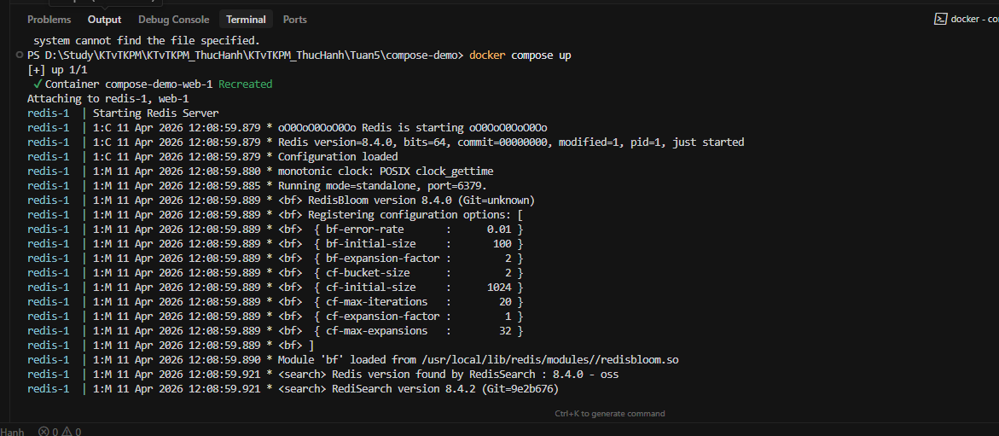 Problems Output Debug Console Terminal Ports docker - co
system cannot find the file specified.
PS D:\Study\KTvTKPM\KTvTKPM_ThucHanh\KTvTKPM_ThucHanh\Tuan5\compose-demo> docker compose up
[+] up 1/1
✓Container compose-demo-web-1 Recreated
Attaching to redis-1, web-1
redis-1 | Starting Redis Server
redis-1 | 1:C 11 Apr 2026 12:08:59.879 * oO0OoO0OoO0Oo Redis is starting oO0OoO0OoO0Oo
redis-1 | 1:C 11 Apr 2026 12:08:59.879 * Redis version=8.4.0, bits=64, commit=00000000, modified=1, pid=1, just started
redis-1 | 1:C 11 Apr 2026 12:08:59.879 * Configuration loaded
redis-1 | 1:M 11 Apr 2026 12:08:59.880 * monotonic clock: POSIX clock_gettime
redis-1 | 1:M 11 Apr 2026 12:08:59.885 * Running mode=standalone, port=6379.
redis-1 | 1:M 11 Apr 2026 12:08:59.889 * <bf> RedisBloom version 8.4.0 (Git=unknown)
redis-1 | 1:M 11 Apr 2026 12:08:59.889 * <bf> Registering configuration options: [
redis-1 | 1:M 11 Apr 2026 12:08:59.889 * <bf> { bf-error-rate : 0.01 }
redis-1 | 1:M 11 Apr 2026 12:08:59.889 * <bf> { bf-initial-size : 100 }
redis-1 | 1:M 11 Apr 2026 12:08:59.889 * <bf> { bf-expansion-factor : 2 }
redis-1 | 1:M 11 Apr 2026 12:08:59.889 * <bf> { cf-bucket-size : 2 }
redis-1 | 1:M 11 Apr 2026 12:08:59.889 * <bf> { cf-initial-size : 1024 }
redis-1 | 1:M 11 Apr 2026 12:08:59.889 * <bf> { cf-max-iterations : 20 }
redis-1 | 1:M 11 Apr 2026 12:08:59.889 * <bf> { cf-expansion-factor : 1 }
redis-1 | 1:M 11 Apr 2026 12:08:59.889 * <bf> { cf-max-expansions : 32 }
redis-1 | 1:M 11 Apr 2026 12:08:59.889 * <bf> ]
redis-1 | 1:M 11 Apr 2026 12:08:59.890 * Module 'bf' loaded from /usr/local/lib/redis/modules//redisbloom.so
redis-1 | 1:M 11 Apr 2026 12:08:59.921 * <search> Redis version found by RedisSearch : 8.4.0 - oss
redis-1 | 1:M 11 Apr 2026 12:08:59.921 * <search> RediSearch version 8.4.2 (Git=9e2b676)
Ctrl+K to generate command
Hanh 0 0